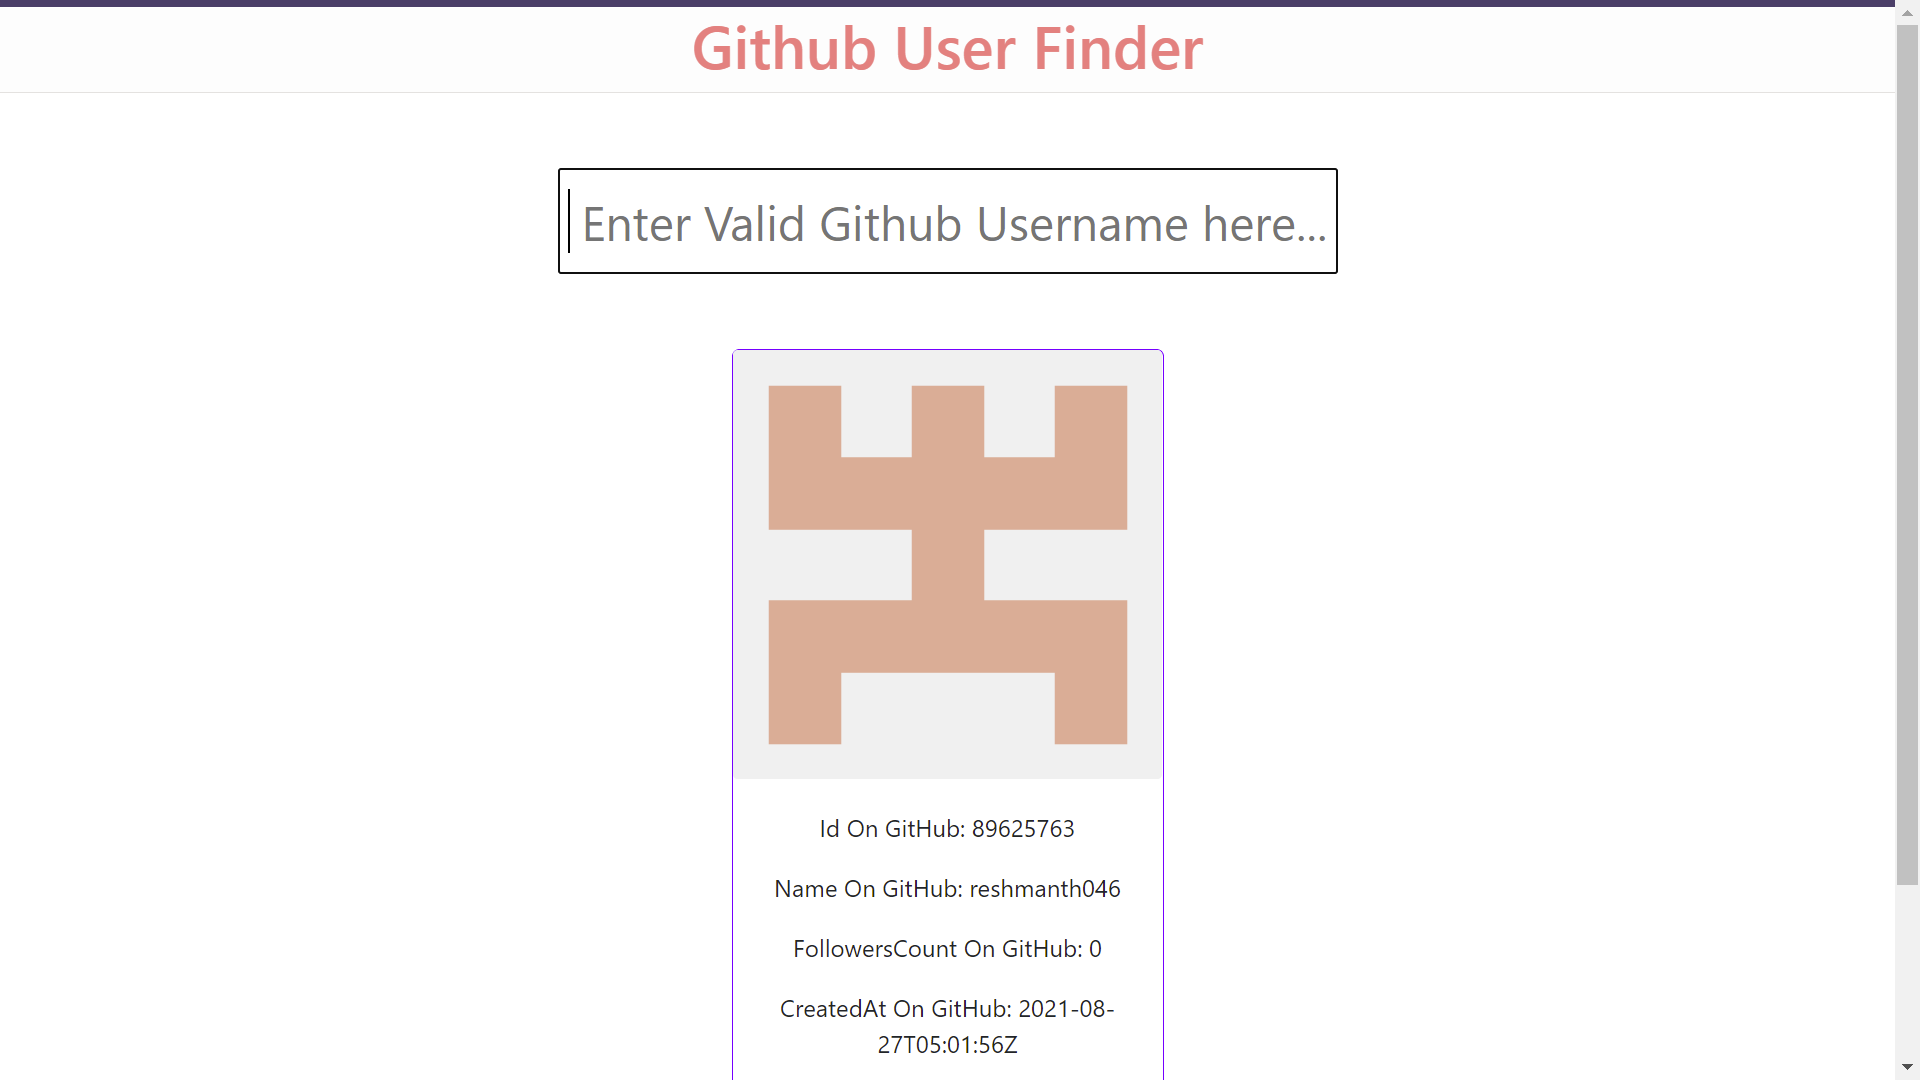 Github User Finder
Enter Valid Github Username here...
Id On GitHub: 89625763
Name On GitHub: reshmanth046
FollowersCount On GitHub: 0
CreatedAt On GitHub: 2021-08-
27T05:01:56Z